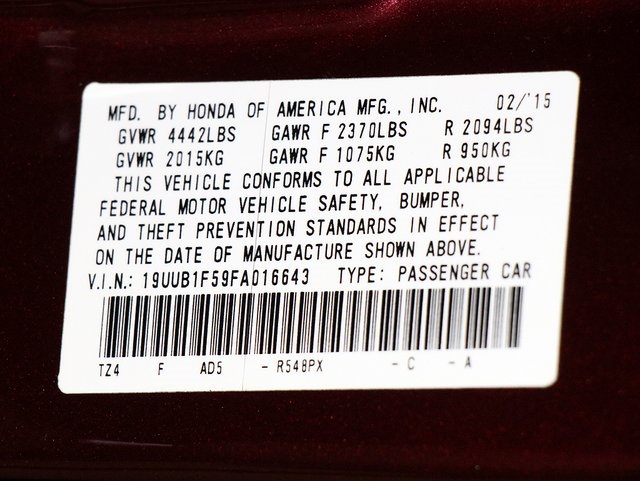 MFD. BY HONDA OF AMERICA MFG., INC. 02/'15
GVWR 4442LBS GAWR F 2370LBS R 2094LBS
GVWR 2015KG GAWR F 1075KG R 950KG
THIS VEHICLE CONFORMS TO ALL APPLICABLE
FEDERAL MOTOR VEHICLE SAFETY, BUMPER,
AND THEFT PREVENTION STANDARDS IN EFFECT
ON THE DATE OF MANUFACTURE SHOWN ABOVE.
V.I.N.: 19UUB1F59FA016643 TYPE: PASSENGER CAR
TZ4 F AD5 - R548PX - C - A